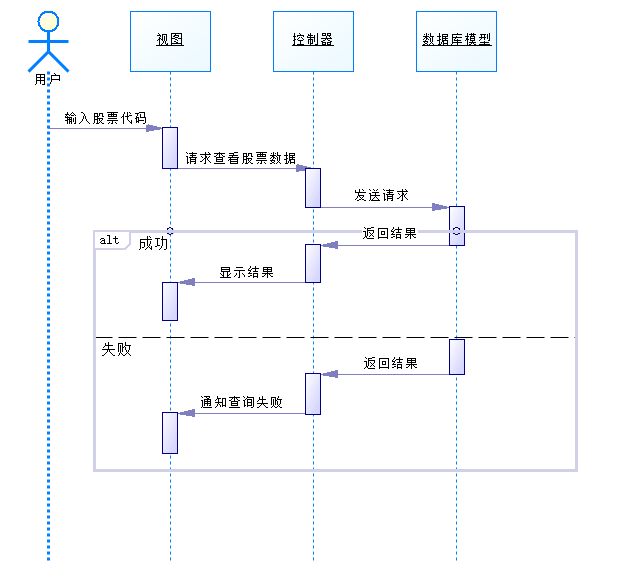 视图
控制器
数据库模型
用户
输入股票代码
请求查看股票数据
发送请求
返回结果
alt
成功
显示结果
失败
返回结果
通知查询失败